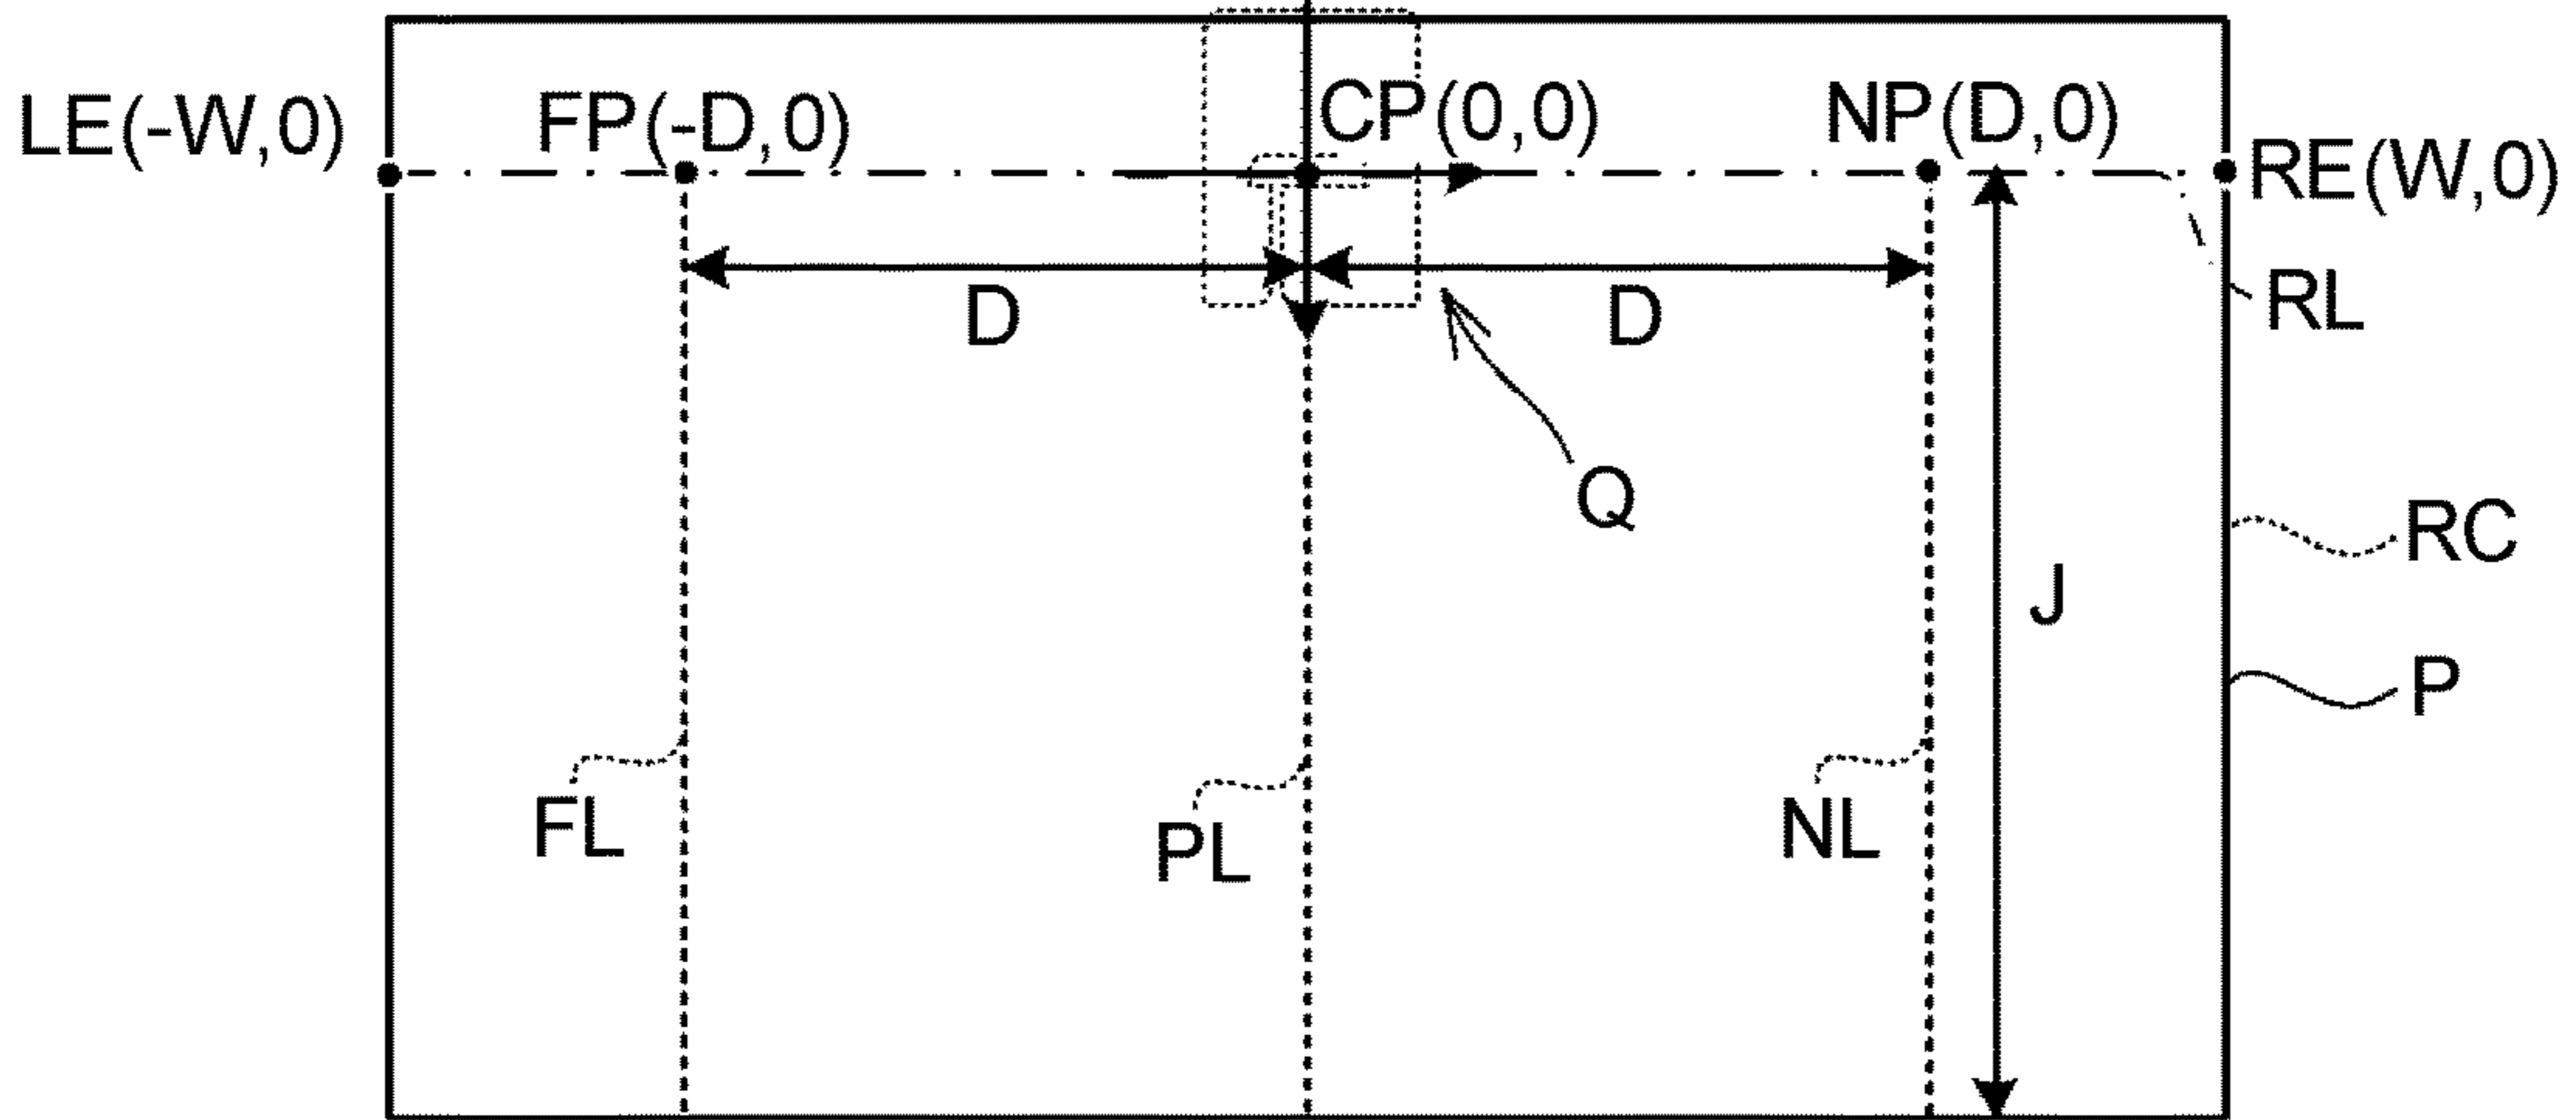 LE(-W,0) FP(-D,0) CP(0,0) NP(D,0) RE(W,0)
D D RL
Q RC
J
P
FL PL NL